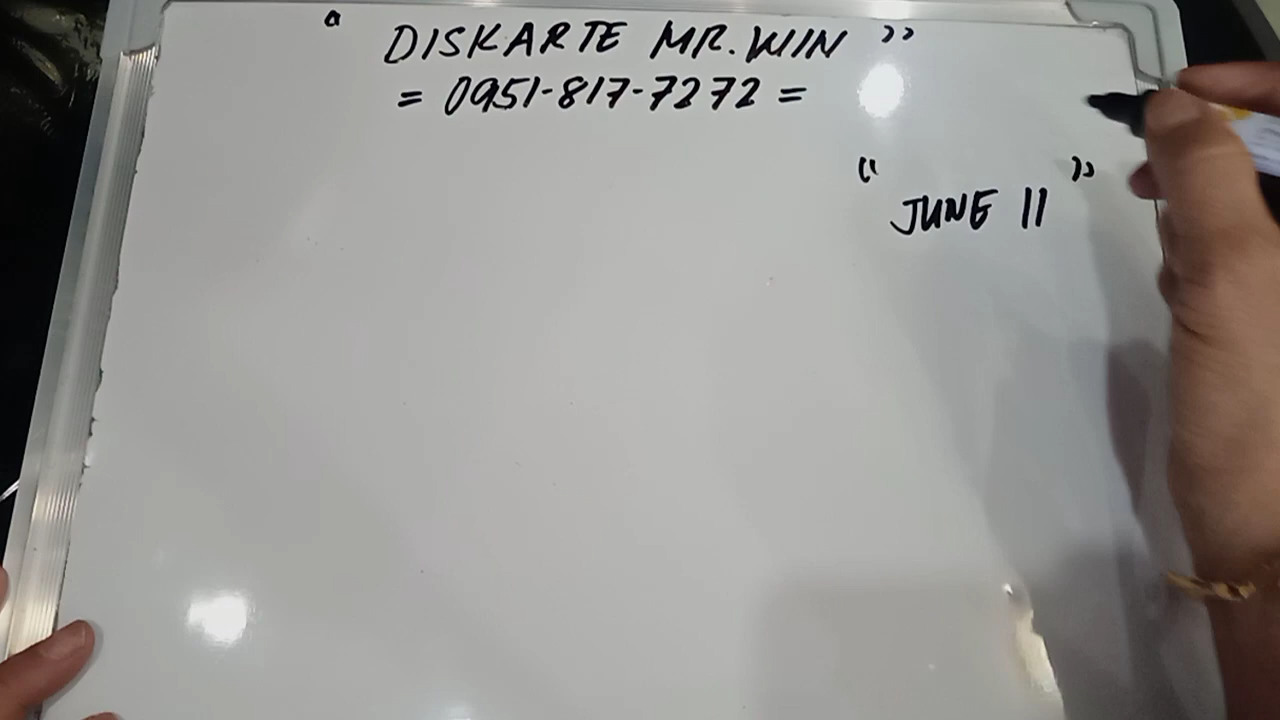 " DISKARTE MR. WIN "
= 0951-817-7272 =
" JUNE 11 "